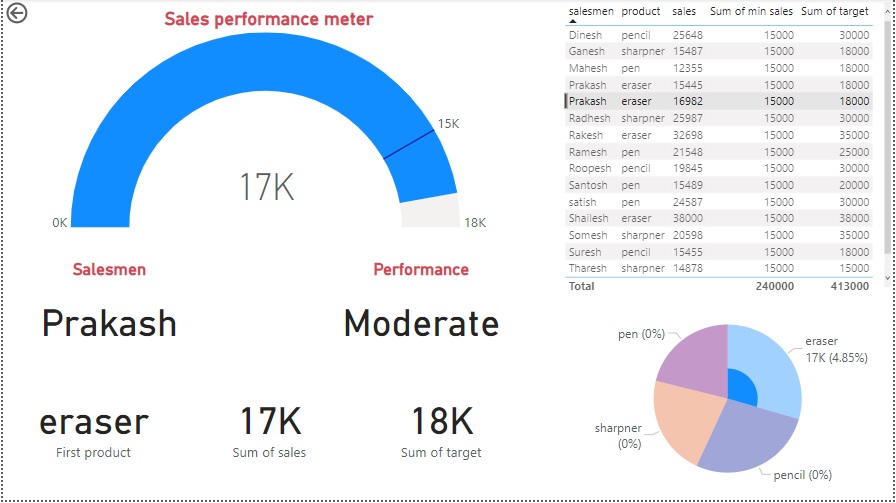 Sales performance meter
15K
17K
0K
18K
Salesmen
Performance
Prakash
Moderate
eraser
17K
18K
First product
Sum of sales
Sum of target
salesmen product sales Sum of min sales Sum of target
Dinesh pencil 25648 15000 30000
Ganesh sharpner 15487 15000 18000
Mahesh pen 12355 15000 18000
Prakash eraser 15445 15000 18000
Prakash eraser 16982 15000 18000
Radhesh sharpner 25987 15000 30000
Rakesh eraser 32698 15000 35000
Ramesh pen 21548 15000 25000
Roopesh pencil 19845 15000 30000
Santosh pen 15489 15000 20000
satish pen 24587 15000 30000
Shailesh eraser 38000 15000 38000
Somesh sharpner 20598 15000 35000
Suresh pencil 15455 15000 18000
Tharesh sharpner 14878 15000 15000
Total 240000 413000
pen (0%)
eraser
17K (4.85%)
sharpner
(0%)
pencil (0%)